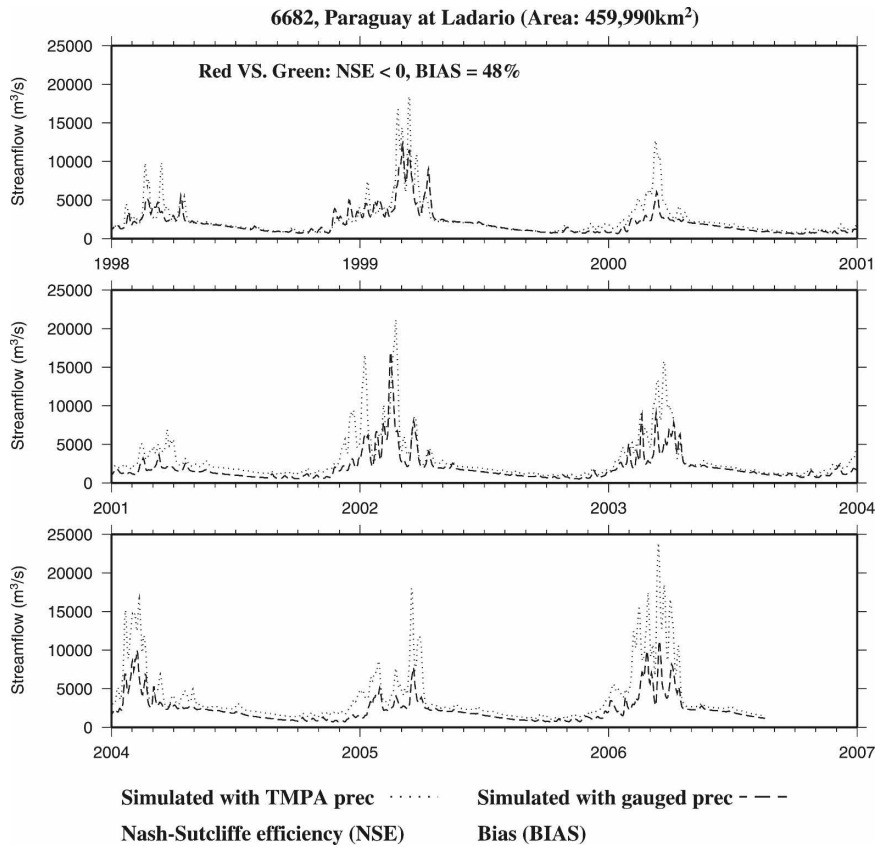 6682, Paraguay at Ladario (Area: 459,990km²)
25000
20000
15000
10000
5000
0
Streamflow (m³/s)
Red VS. Green: NSE < 0, BIAS = 48%
1998 1999 2000 2001
25000
20000
15000
10000
5000
0
Streamflow (m³/s)
2001 2002 2003 2004
25000
20000
15000
10000
5000
0
Streamflow (m³/s)
2004 2005 2006 2007
Simulated with TMPA prec Simulated with gauged prec
Nash-Sutcliffe efficiency (NSE) Bias (BIAS)